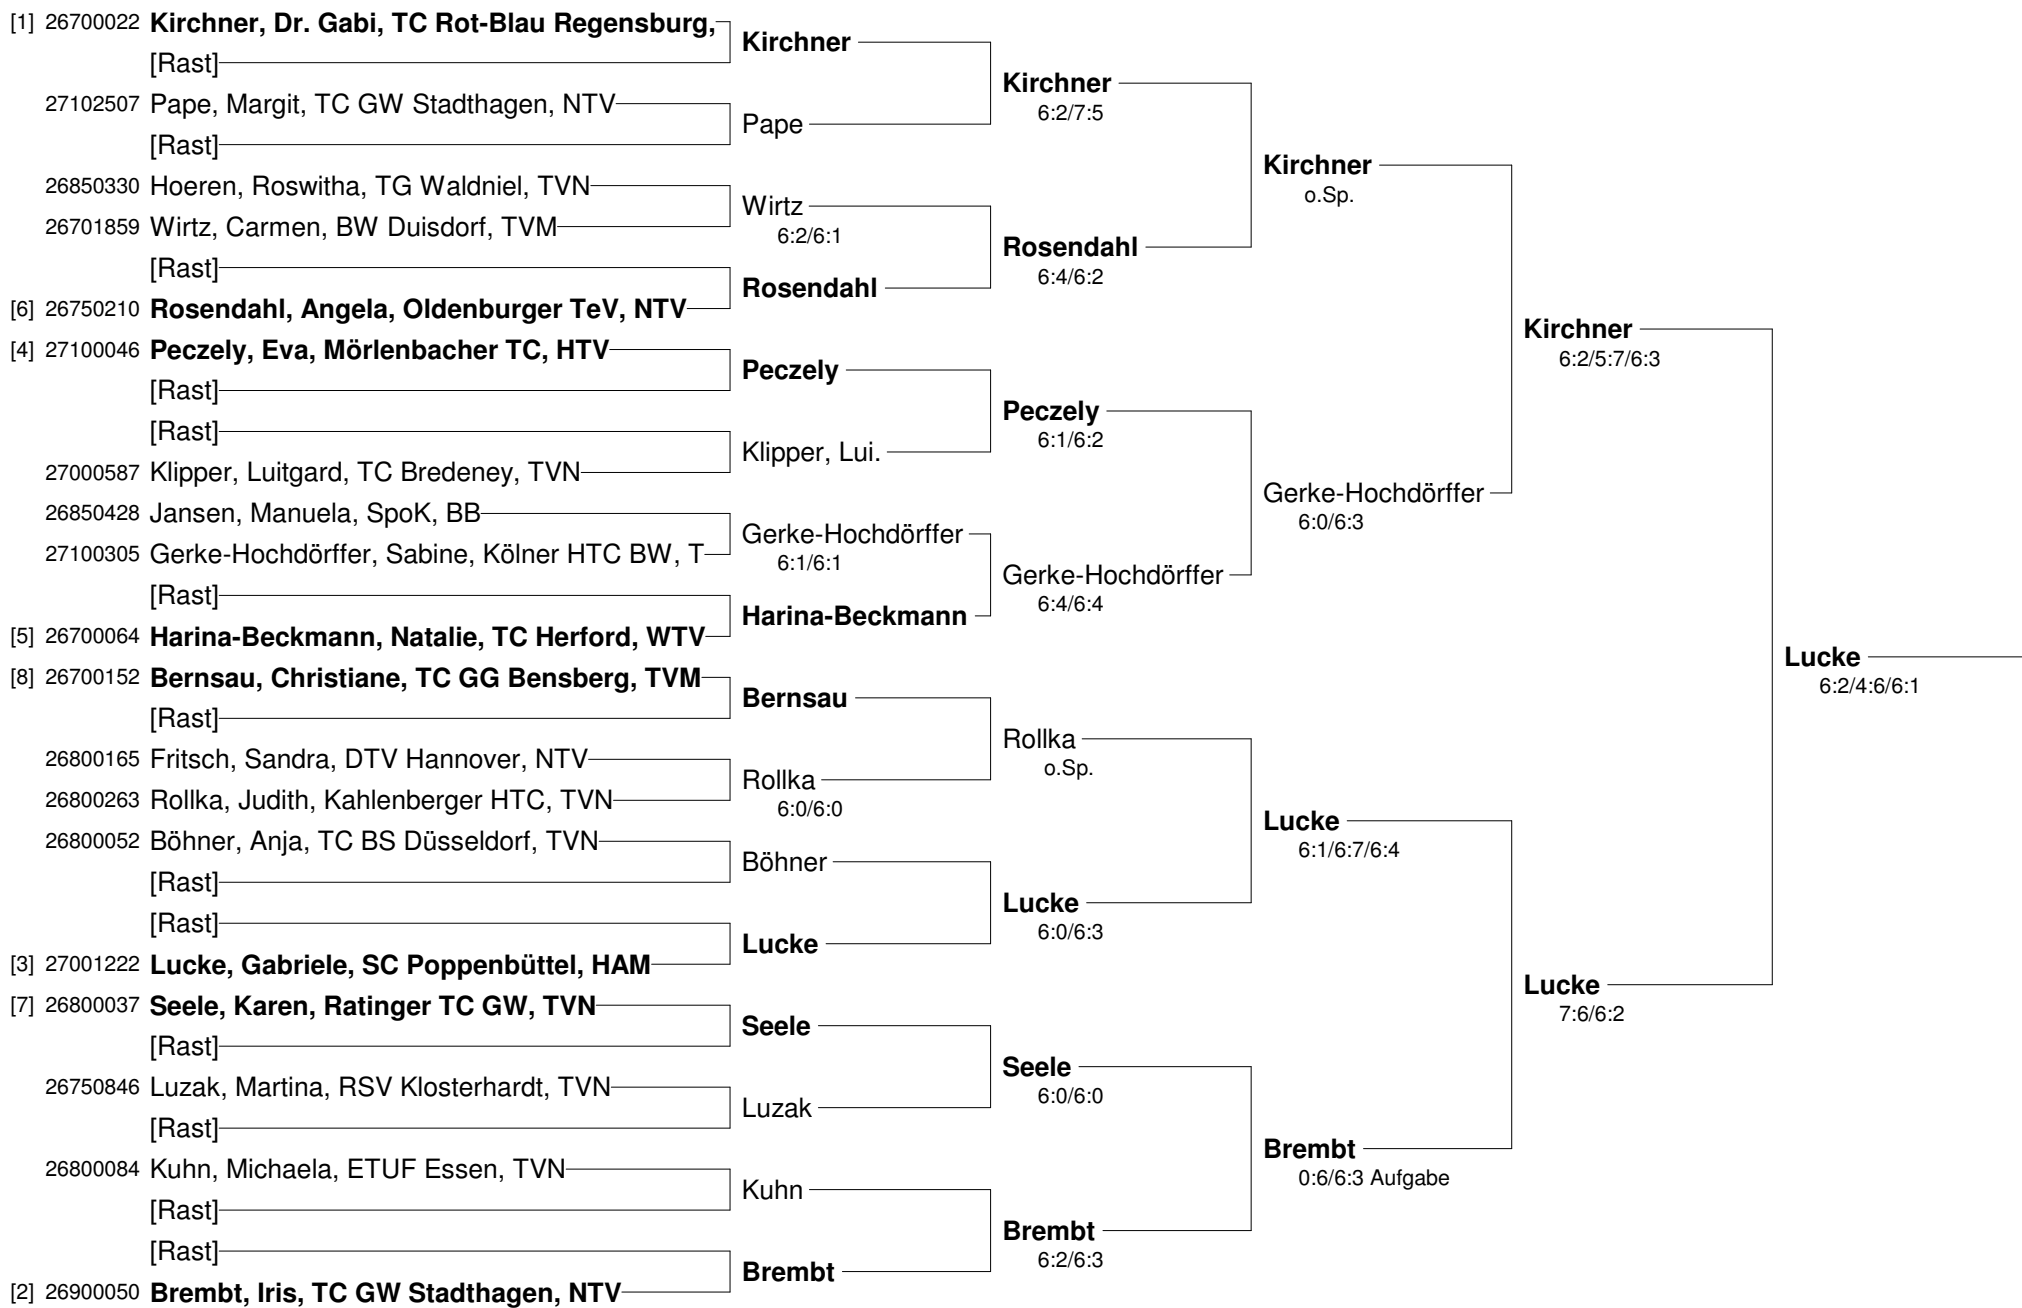 [1] 26700022 Kirchner, Dr. Gabi, TC Rot-Blau Regensburg,
[Rast]
27102507 Pape, Margit, TC GW Stadthagen, NTV
[Rast]
26850330 Hoeren, Roswitha, TG Waldniel, TVN
26701859 Wirtz, Carmen, BW Duisdorf, TVM
[Rast]
[6] 26750210 Rosendahl, Angela, Oldenburger TeV, NTV
[4] 27100046 Peczely, Eva, Mörlenbacher TC, HTV
[Rast]
[Rast]
27000587 Klipper, Luitgard, TC Bredeney, TVN
26850428 Jansen, Manuela, SpoK, BB
27100305 Gerke-Hochdörffer, Sabine, Kölner HTC BW, T
[Rast]
[5] 26700064 Harina-Beckmann, Natalie, TC Herford, WTV
[8] 26700152 Bernsau, Christiane, TC GG Bensberg, TVM
[Rast]
26800165 Fritsch, Sandra, DTV Hannover, NTV
26800263 Rollka, Judith, Kahlenberger HTC, TVN
26800052 Böhner, Anja, TC BS Düsseldorf, TVN
[Rast]
[Rast]
[3] 27001222 Lucke, Gabriele, SC Poppenbüttel, HAM
[7] 26800037 Seele, Karen, Ratinger TC GW, TVN
[Rast]
26750846 Luzak, Martina, RSV Klosterhardt, TVN
[Rast]
26800084 Kuhn, Michaela, ETUF Essen, TVN
[Rast]
[Rast]
[2] 26900050 Brembt, Iris, TC GW Stadthagen, NTV
Kirchner
Pape
Wirtz
6:2/6:1
Rosendahl
Peczely
Klipper, Lui.
Gerke-Hochdörffer
6:1/6:1
Harina-Beckmann
Bernsau
Rollka
6:0/6:0
Böhner
Lucke
Seele
Luzak
Kuhn
Brembt
Kirchner
6:2/7:5
Rosendahl
6:4/6:2
Peczely
6:1/6:2
Gerke-Hochdörffer
6:4/6:4
Rollka
o.Sp.
Lucke
6:0/6:3
Seele
6:0/6:0
Brembt
6:2/6:3
Kirchner
o.Sp.
Gerke-Hochdörffer
6:0/6:3
Lucke
6:1/6:7/6:4
Brembt
0:6/6:3 Aufgabe
Kirchner
6:2/5:7/6:3
Lucke
7:6/6:2
Lucke
6:2/4:6/6:1